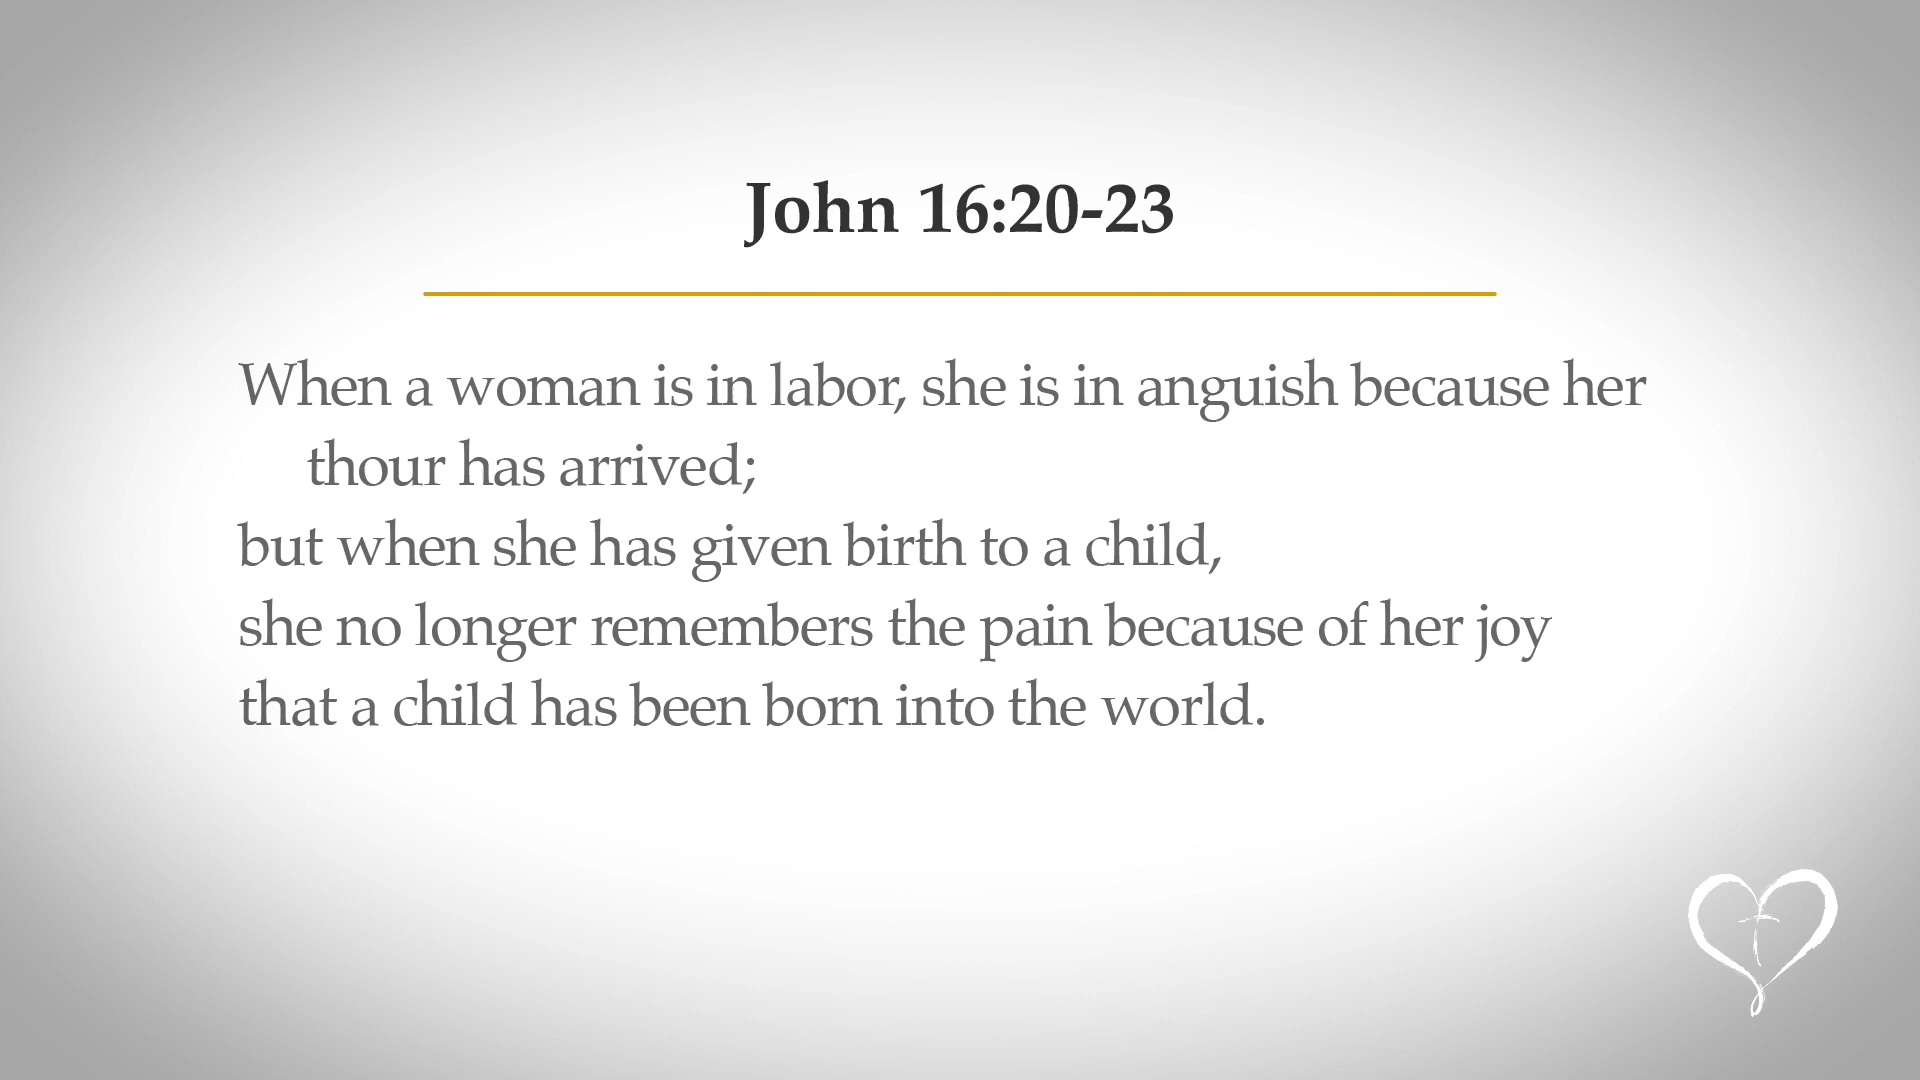 John 16:20-23
When a woman is in labor, she is in anguish because her
thour has arrived;
but when she has given birth to a child,
she no longer remembers the pain because of her joy
that a child has been born into the world.